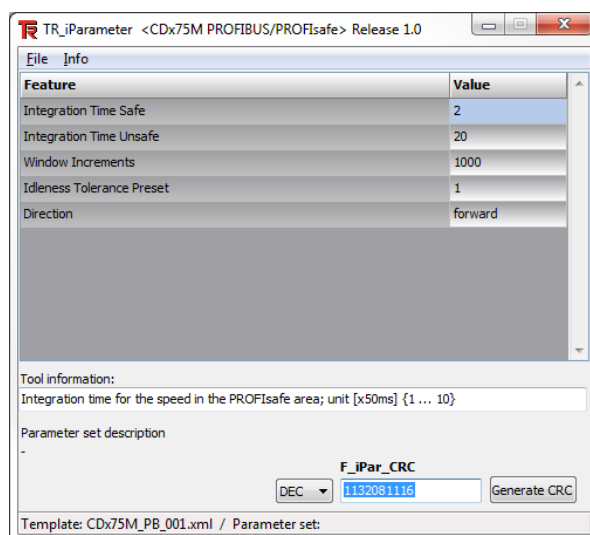 TR TR_iParameter <CDx75M PROFIBUS/PROFIsafe> Release 1.0
File Info
Feature Value
Integration Time Safe 2
Integration Time Unsafe 20
Window Increments 1000
Idleness Tolerance Preset 1
Direction forward
Tool information:
Integration time for the speed in the PROFIsafe area; unit [x50ms] {1 ... 10}
Parameter set description
-
F_iPar_CRC
DEC 1132081116 Generate CRC
Template: CDx75M_PB_001.xml / Parameter set: